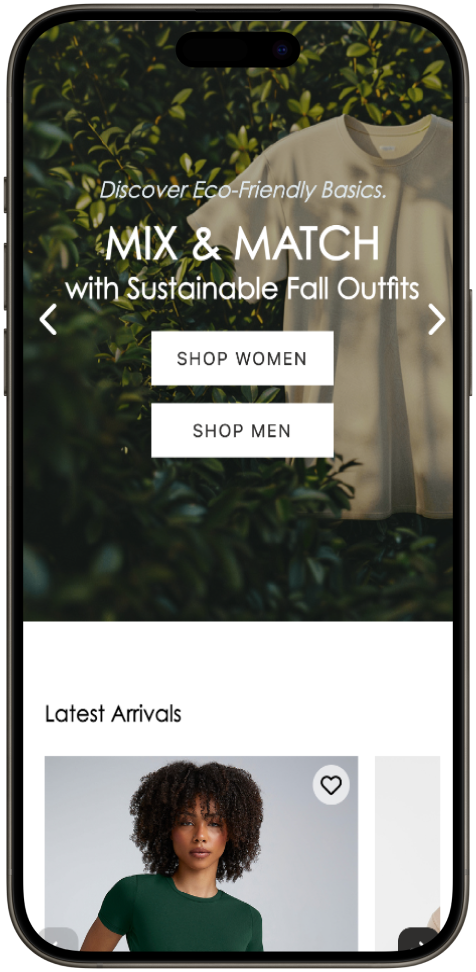 Discover Eco-Friendly Basics.
MIX & MATCH
with Sustainable Fall Outfits
SHOP WOMEN
SHOP MEN
Latest Arrivals